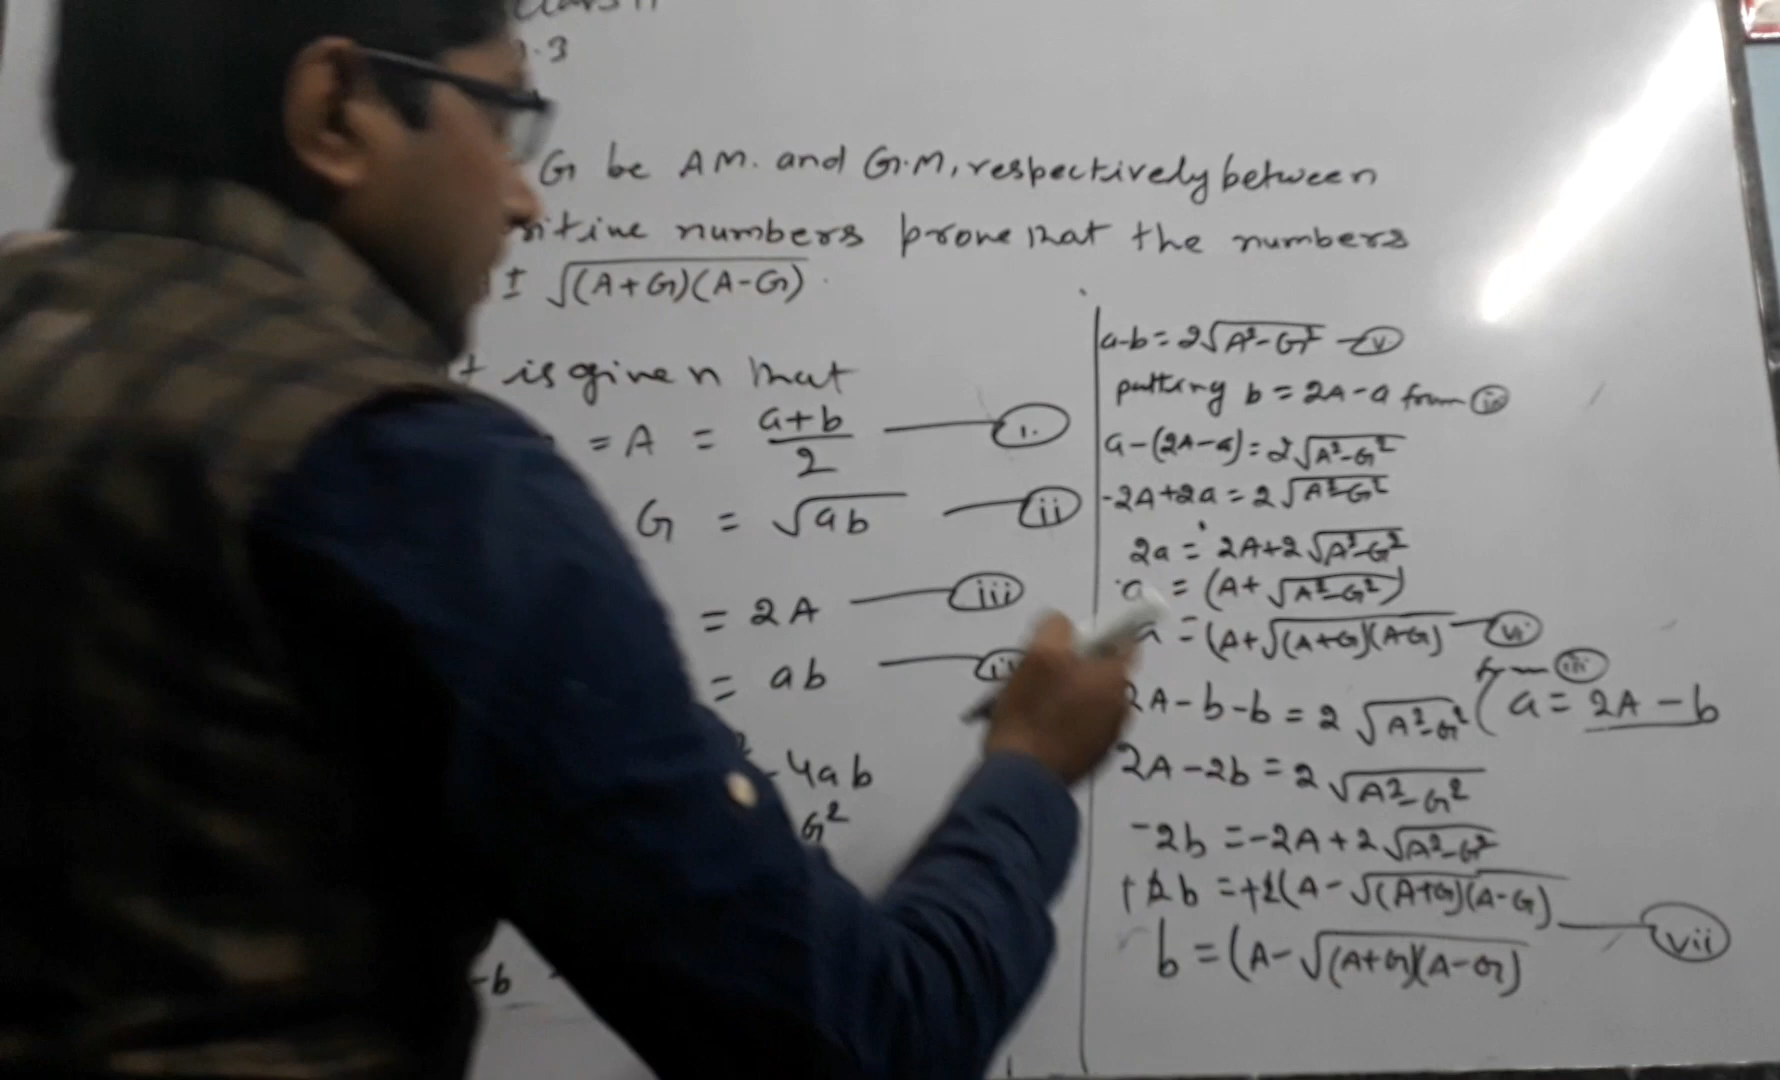 Class 11
.3
G be A M. and G.M, respectively between
sitive numbers prove that the numbers
± √(A+G)(A-G).
t is given that
= A = a+b/2 — i.
G = √ab — ii
= 2A — iii
= ab
2 - 4ab
G²
-b
a-b = 2√A²-G² — v
putting b = 2A-a from iii
a-(2A-a) = 2√A²-G²
-2A+2a = 2√A²-G²
2a = 2A+2√A²-G²
a = (A+√A²-G²)
a = (A+√(A+G)(A-G) — vi
from iii
2A-b-b = 2√A²-G² ( a = 2A-b
2A-2b = 2√A²-G²
-2b = -2A+2√A²-G²
+2b = +2(A-√(A+G)(A-G)
b = (A-√(A+G)(A-G) — vii